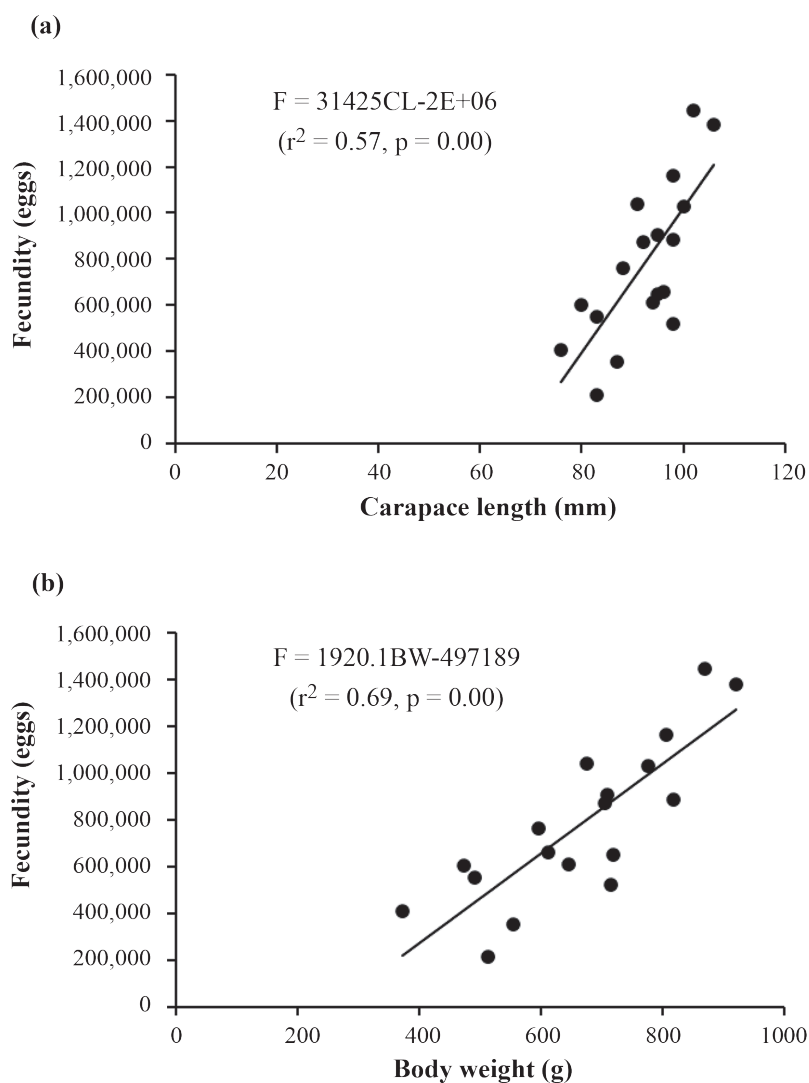 (a)
1,600,000
1,400,000
1,200,000
1,000,000
800,000
600,000
400,000
200,000
0
Fecundity (eggs)
F = 31425CL-2E+06
(r² = 0.57, p = 0.00)
0 20 40 60 80 100 120
Carapace length (mm)
(b)
1,600,000
1,400,000
1,200,000
1,000,000
800,000
600,000
400,000
200,000
0
Fecundity (eggs)
F = 1920.1BW-497189
(r² = 0.69, p = 0.00)
0 200 400 600 800 1000
Body weight (g)